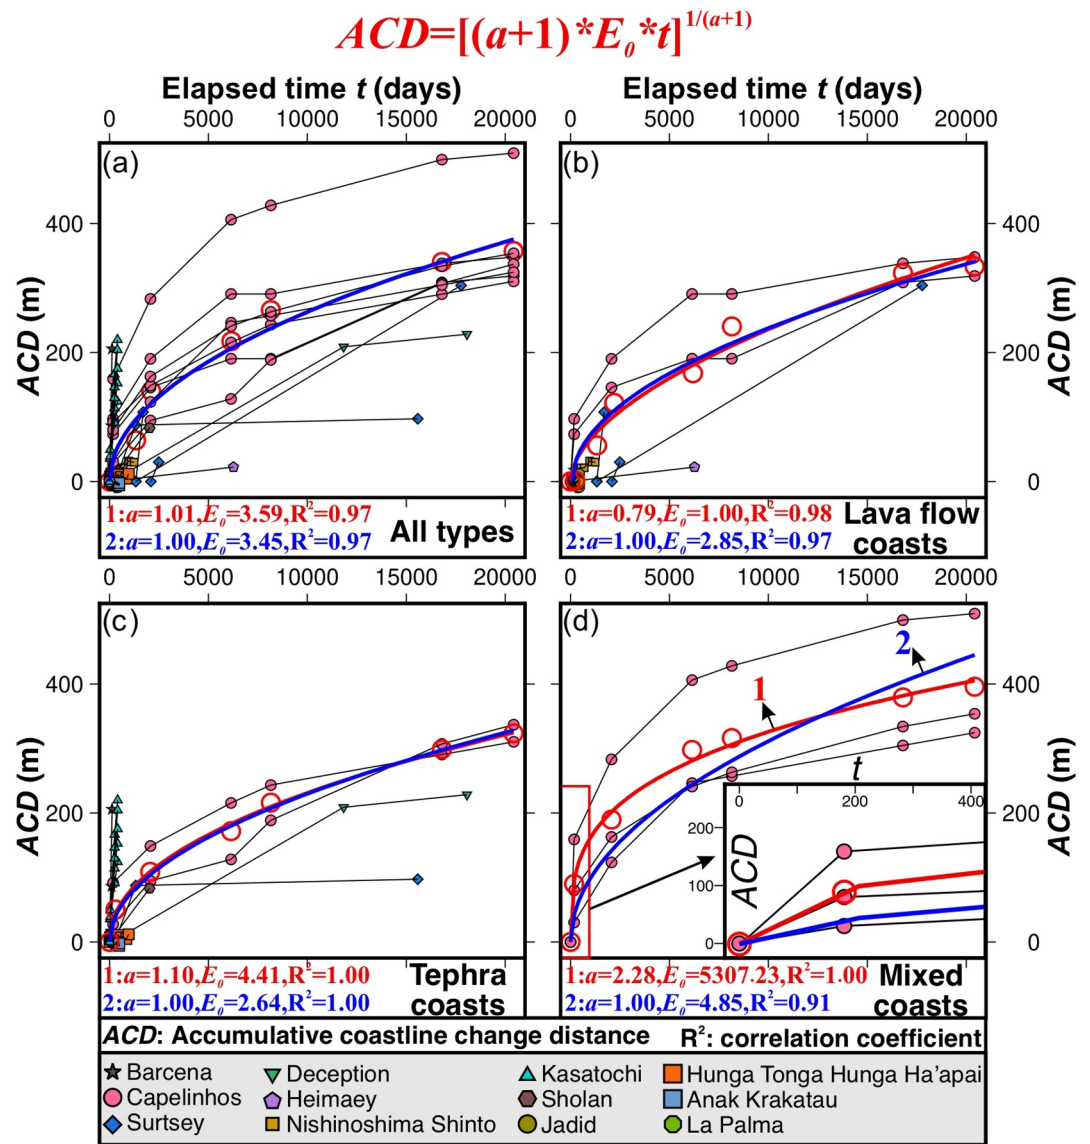 ACD=[(a+1)*E₀*t]^1/(a+1)
Elapsed time t (days) Elapsed time t (days)
0 5000 10000 15000 20000 0 5000 10000 15000 20000
(a) (b)
400
200
0
ACD (m)
400
200
0
ACD (m)
1:a=1.01,E₀=3.59,R²=0.97
2:a=1.00,E₀=3.45,R²=0.97
All types
1:a=0.79,E₀=1.00,R²=0.98
2:a=1.00,E₀=2.85,R²=0.97
Lava flow
coasts
0 5000 10000 15000 20000 0 5000 10000 15000 20000
(c) (d)
400
200
0
ACD (m)
1
2
t
0 200 400
ACD
200
100
0
400
200
0
ACD (m)
1:a=1.10,E₀=4.41,R²=1.00
2:a=1.00,E₀=2.64,R²=1.00
Tephra
coasts
1:a=2.28,E₀=5307.23,R²=1.00
2:a=1.00,E₀=4.85,R²=0.91
Mixed
coasts
ACD: Accumulative coastline change distance R²: correlation coefficient
Barcena Deception Kasatochi Hunga Tonga Hunga Ha'apai
Capelinhos Heimaey Sholan Anak Krakatau
Surtsey Nishinoshima Shinto Jadid La Palma